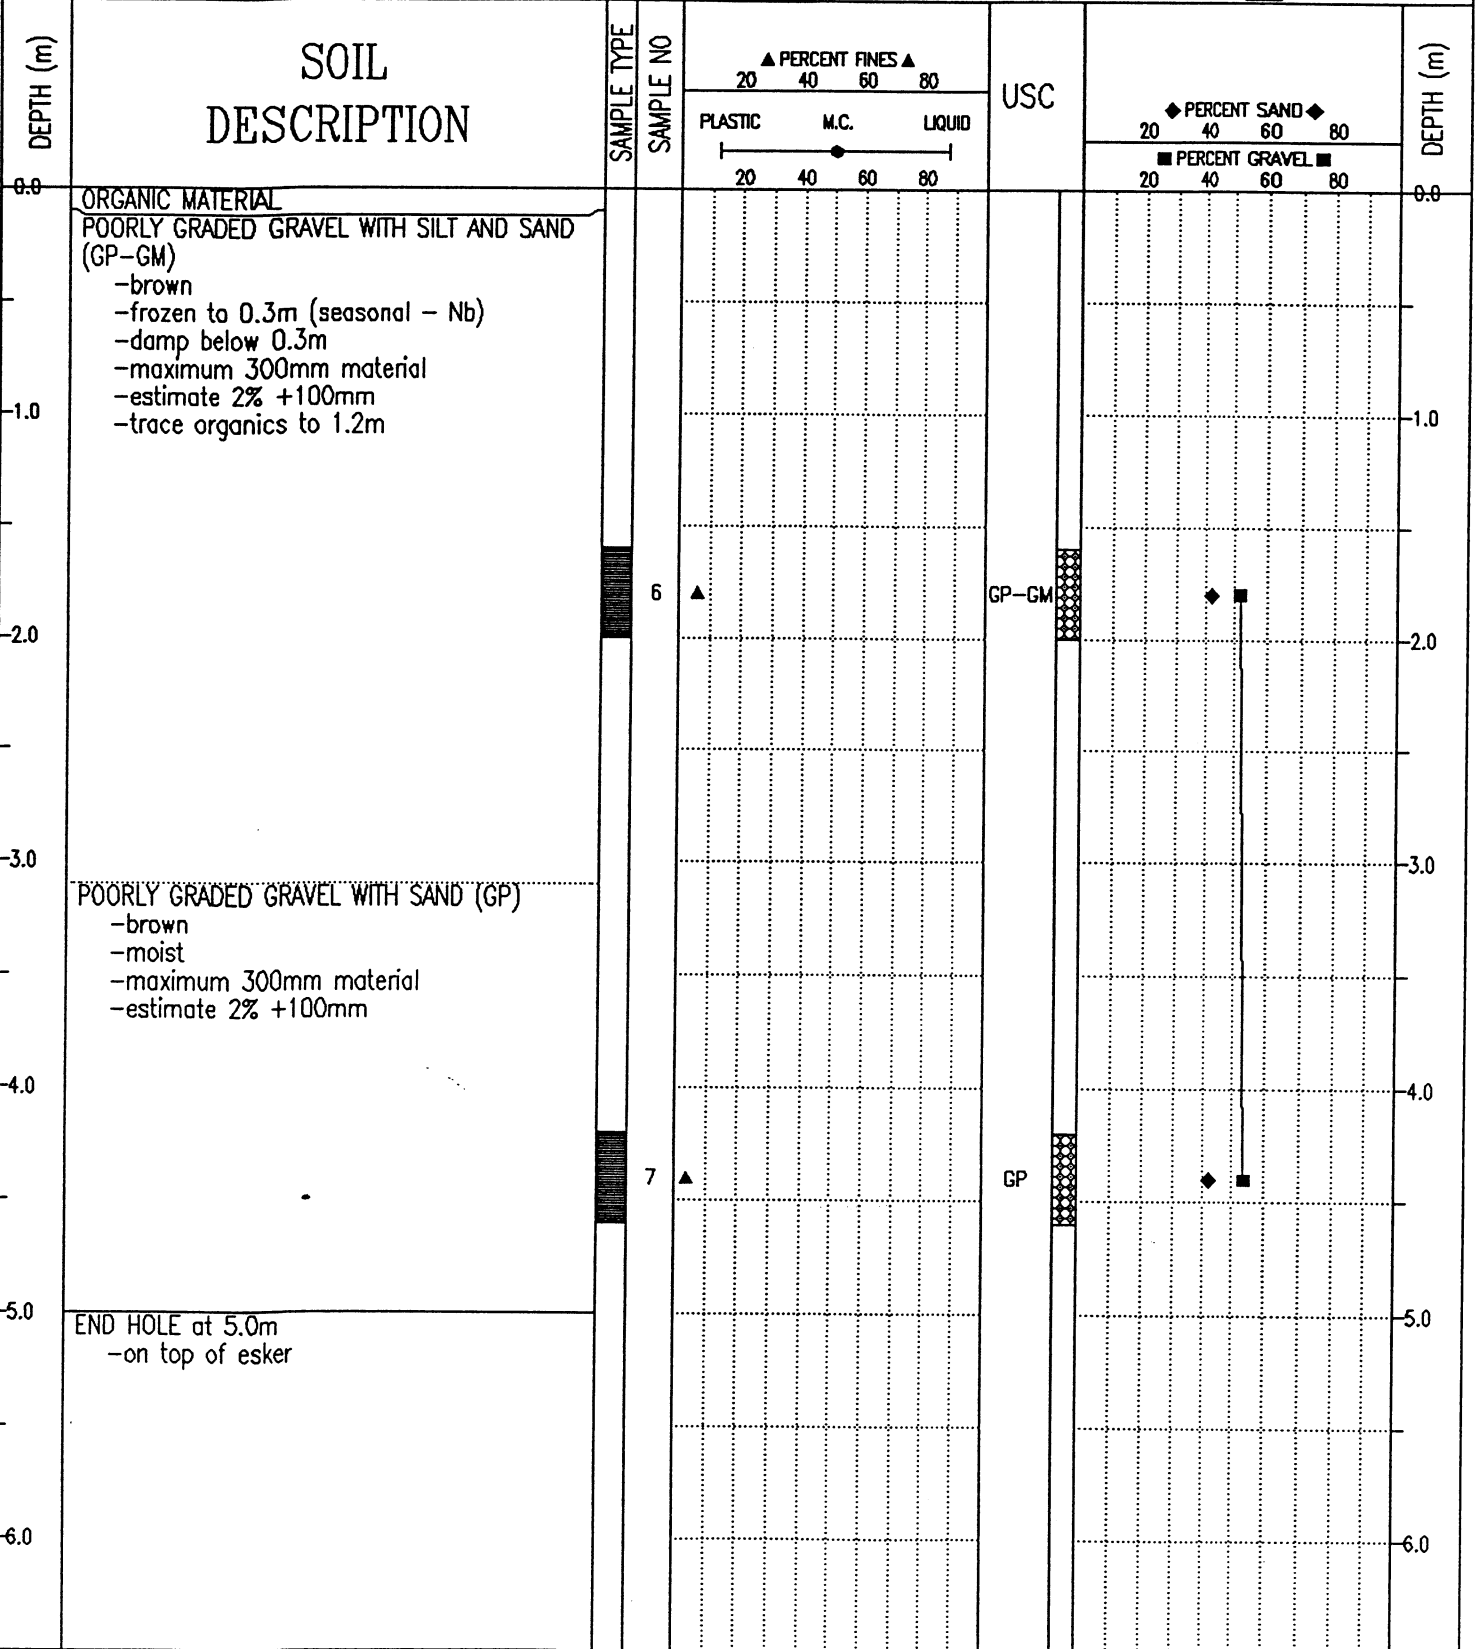 DEPTH (m)
SOIL
DESCRIPTION
SAMPLE TYPE
SAMPLE NO
▲ PERCENT FINES ▲
20 40 60 80
PLASTIC M.C. LIQUID
20 40 60 80
USC
◆ PERCENT SAND ◆
20 40 60 80
■ PERCENT GRAVEL ■
20 40 60 80
DEPTH (m)
0.0
ORGANIC MATERIAL
0.0
POORLY GRADED GRAVEL WITH SILT AND SAND
(GP-GM)
-brown
-frozen to 0.3m (seasonal - Nb)
-damp below 0.3m
-maximum 300mm material
-estimate 2% +100mm
1.0
-trace organics to 1.2m
1.0
6
GP-GM
2.0
2.0
3.0
3.0
POORLY GRADED GRAVEL WITH SAND (GP)
-brown
-moist
-maximum 300mm material
-estimate 2% +100mm
4.0
4.0
7
GP
5.0
5.0
END HOLE at 5.0m
-on top of esker
6.0
6.0